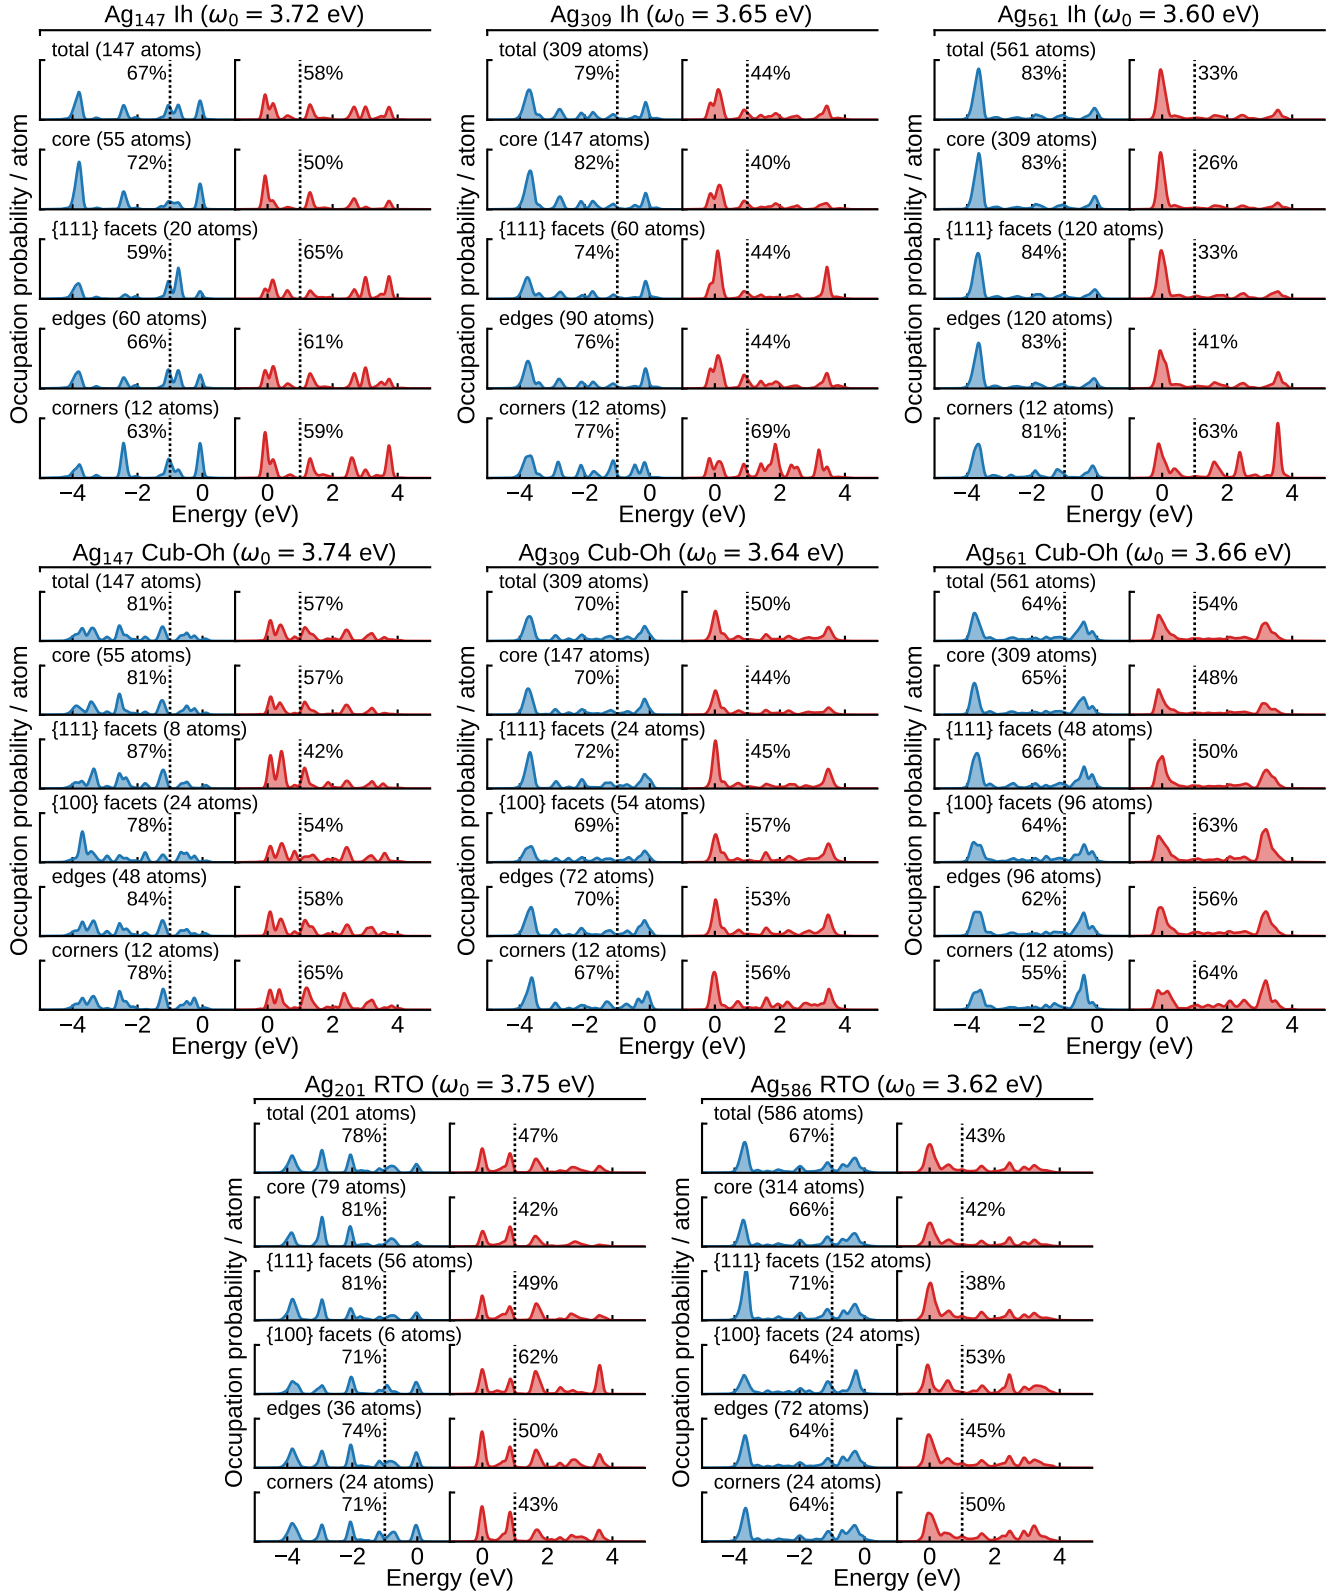 Ag147 Ih (ω0 = 3.72 eV)
total (147 atoms)
67% 58%
core (55 atoms)
72% 50%
{111} facets (20 atoms)
59% 65%
edges (60 atoms)
66% 61%
corners (12 atoms)
63% 59%
−4 −2 0 0 2 4
Energy (eV)
Occupation probability / atom
Ag309 Ih (ω0 = 3.65 eV)
total (309 atoms)
79% 44%
core (147 atoms)
82% 40%
{111} facets (60 atoms)
74% 44%
edges (90 atoms)
76% 44%
corners (12 atoms)
77% 69%
−4 −2 0 0 2 4
Energy (eV)
Occupation probability / atom
Ag561 Ih (ω0 = 3.60 eV)
total (561 atoms)
83% 33%
core (309 atoms)
83% 26%
{111} facets (120 atoms)
84% 33%
edges (120 atoms)
83% 41%
corners (12 atoms)
81% 63%
−4 −2 0 0 2 4
Energy (eV)
Occupation probability / atom
Ag147 Cub-Oh (ω0 = 3.74 eV)
total (147 atoms)
81% 57%
core (55 atoms)
81% 57%
{111} facets (8 atoms)
87% 42%
{100} facets (24 atoms)
78% 54%
edges (48 atoms)
84% 58%
corners (12 atoms)
78% 65%
−4 −2 0 0 2 4
Energy (eV)
Occupation probability / atom
Ag309 Cub-Oh (ω0 = 3.64 eV)
total (309 atoms)
70% 50%
core (147 atoms)
70% 44%
{111} facets (24 atoms)
72% 45%
{100} facets (54 atoms)
69% 57%
edges (72 atoms)
70% 53%
corners (12 atoms)
67% 56%
−4 −2 0 0 2 4
Energy (eV)
Occupation probability / atom
Ag561 Cub-Oh (ω0 = 3.66 eV)
total (561 atoms)
64% 54%
core (309 atoms)
65% 48%
{111} facets (48 atoms)
66% 50%
{100} facets (96 atoms)
64% 63%
edges (96 atoms)
62% 56%
corners (12 atoms)
55% 64%
−4 −2 0 0 2 4
Energy (eV)
Occupation probability / atom
Ag201 RTO (ω0 = 3.75 eV)
total (201 atoms)
78% 47%
core (79 atoms)
81% 42%
{111} facets (56 atoms)
81% 49%
{100} facets (6 atoms)
71% 62%
edges (36 atoms)
74% 50%
corners (24 atoms)
71% 43%
−4 −2 0 0 2 4
Energy (eV)
Occupation probability / atom
Ag586 RTO (ω0 = 3.62 eV)
total (586 atoms)
67% 43%
core (314 atoms)
66% 42%
{111} facets (152 atoms)
71% 38%
{100} facets (24 atoms)
64% 53%
edges (72 atoms)
64% 45%
corners (24 atoms)
64% 50%
−4 −2 0 0 2 4
Energy (eV)
Occupation probability / atom